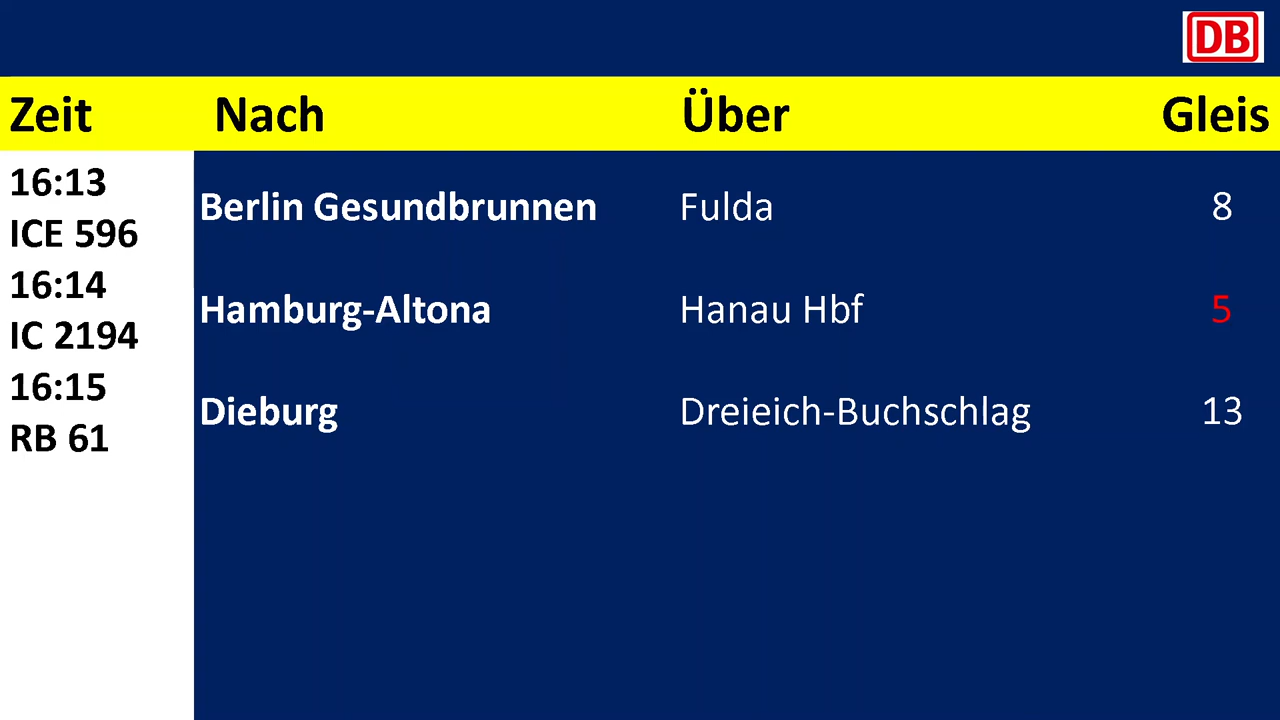 DB
Zeit Nach Über Gleis
16:13
ICE 596 Berlin Gesundbrunnen Fulda 8
16:14
IC 2194 Hamburg-Altona Hanau Hbf 5
16:15
RB 61 Dieburg Dreieich-Buchschlag 13